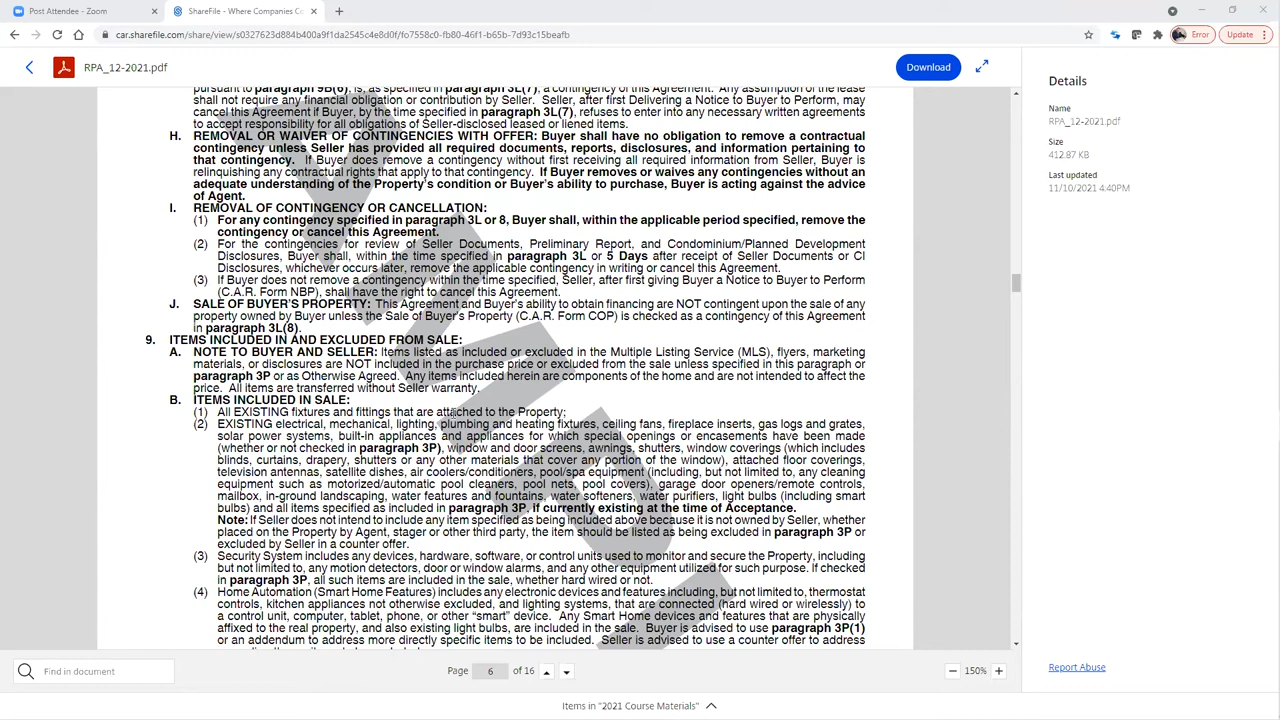 Post Attendee - Zoom
ShareFile - Where Companies Co
car.sharefile.com/share/view/s0327623d884b400a9f1da2545c4e8d0f/fo7558c0-fb80-46f1-b65b-7d93c15beafb
Error
Update
RPA_12-2021.pdf
Download
pursuant to paragraph 9B(6), is, as specified in paragraph 3L(7), a contingency of this Agreement. Any assumption of the lease
shall not require any financial obligation or contribution by Seller. Seller, after first Delivering a Notice to Buyer to Perform, may
cancel this Agreement if Buyer, by the time specified in paragraph 3L(7), refuses to enter into any necessary written agreements
to accept responsibility for all obligations of Seller-disclosed leased or liened items.
H. REMOVAL OR WAIVER OF CONTINGENCIES WITH OFFER: Buyer shall have no obligation to remove a contractual
contingency unless Seller has provided all required documents, reports, disclosures, and information pertaining to
that contingency. If Buyer does remove a contingency without first receiving all required information from Seller, Buyer is
relinquishing any contractual rights that apply to that contingency. If Buyer removes or waives any contingencies without an
adequate understanding of the Property's condition or Buyer's ability to purchase, Buyer is acting against the advice
of Agent.
I. REMOVAL OF CONTINGENCY OR CANCELLATION:
(1) For any contingency specified in paragraph 3L or 8, Buyer shall, within the applicable period specified, remove the
contingency or cancel this Agreement.
(2) For the contingencies for review of Seller Documents, Preliminary Report, and Condominium/Planned Development
Disclosures, Buyer shall, within the time specified in paragraph 3L or 5 Days after receipt of Seller Documents or CI
Disclosures, whichever occurs later, remove the applicable contingency in writing or cancel this Agreement.
(3) If Buyer does not remove a contingency within the time specified, Seller, after first giving Buyer a Notice to Buyer to Perform
(C.A.R. Form NBP), shall have the right to cancel this Agreement.
J. SALE OF BUYER'S PROPERTY: This Agreement and Buyer's ability to obtain financing are NOT contingent upon the sale of any
property owned by Buyer unless the Sale of Buyer's Property (C.A.R. Form COP) is checked as a contingency of this Agreement
in paragraph 3L(8).
9. ITEMS INCLUDED IN AND EXCLUDED FROM SALE:
A. NOTE TO BUYER AND SELLER: Items listed as included or excluded in the Multiple Listing Service (MLS), flyers, marketing
materials, or disclosures are NOT included in the purchase price or excluded from the sale unless specified in this paragraph or
paragraph 3P or as Otherwise Agreed. Any items included herein are components of the home and are not intended to affect the
price. All items are transferred without Seller warranty.
B. ITEMS INCLUDED IN SALE:
(1) All EXISTING fixtures and fittings that are attached to the Property;
(2) EXISTING electrical, mechanical, lighting, plumbing and heating fixtures, ceiling fans, fireplace inserts, gas logs and grates,
solar power systems, built-in appliances and appliances for which special openings or encasements have been made
(whether or not checked in paragraph 3P), window and door screens, awnings, shutters, window coverings (which includes
blinds, curtains, drapery, shutters or any other materials that cover any portion of the window), attached floor coverings,
television antennas, satellite dishes, air coolers/conditioners, pool/spa equipment (including, but not limited to, any cleaning
equipment such as motorized/automatic pool cleaners, pool nets, pool covers), garage door openers/remote controls,
mailbox, in-ground landscaping, water features and fountains, water softeners, water purifiers, light bulbs (including smart
bulbs) and all items specified as included in paragraph 3P, if currently existing at the time of Acceptance.
Note: If Seller does not intend to include any item specified as being included above because it is not owned by Seller, whether
placed on the Property by Agent, stager or other third party, the item should be listed as being excluded in paragraph 3P or
excluded by Seller in a counter offer.
(3) Security System includes any devices, hardware, software, or control units used to monitor and secure the Property, including
but not limited to, any motion detectors, door or window alarms, and any other equipment utilized for such purpose. If checked
in paragraph 3P, all such items are included in the sale, whether hard wired or not.
(4) Home Automation (Smart Home Features) includes any electronic devices and features including, but not limited to, thermostat
controls, kitchen appliances not otherwise excluded, and lighting systems, that are connected (hard wired or wirelessly) to
a control unit, computer, tablet, phone, or other "smart" device. Any Smart Home devices and features that are physically
affixed to the real property, and also existing light bulbs, are included in the sale. Buyer is advised to use paragraph 3P(1)
or an addendum to address more directly specific items to be included. Seller is advised to use a counter offer to address
Details
Name
RPA_12-2021.pdf
Size
412.87 KB
Last updated
11/10/2021 4:40PM
Report Abuse
Find in document
Page 6 of 16
150%
Items in "2021 Course Materials"